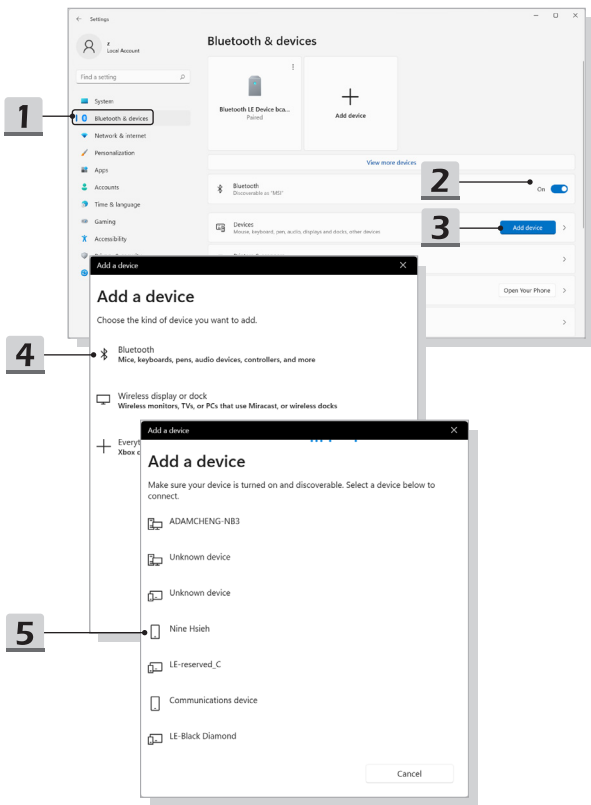 Settings
z
Local Account
Find a setting
System
Bluetooth & devices
Network & internet
Personalization
Apps
Accounts
Time & language
Gaming
Accessibility
Bluetooth & devices
Bluetooth LE Device bca...
Paired
Add device
View more devices
Bluetooth
Discoverable as "MSI"
On
Devices
Mouse, keyboard, pen, audio, displays and docks, other devices
Add device
Open Your Phone
1
2
3
Add a device
Add a device
Choose the kind of device you want to add.
4
Bluetooth
Mice, keyboards, pens, audio devices, controllers, and more
Wireless display or dock
Wireless monitors, TVs, or PCs that use Miracast, or wireless docks
Xbox
Add a device
Add a device
Make sure your device is turned on and discoverable. Select a device below to
connect.
ADAMCHENG-NB3
Unknown device
Unknown device
5
Nine Hsieh
LE-reserved_C
Communications device
LE-Black Diamond
Cancel